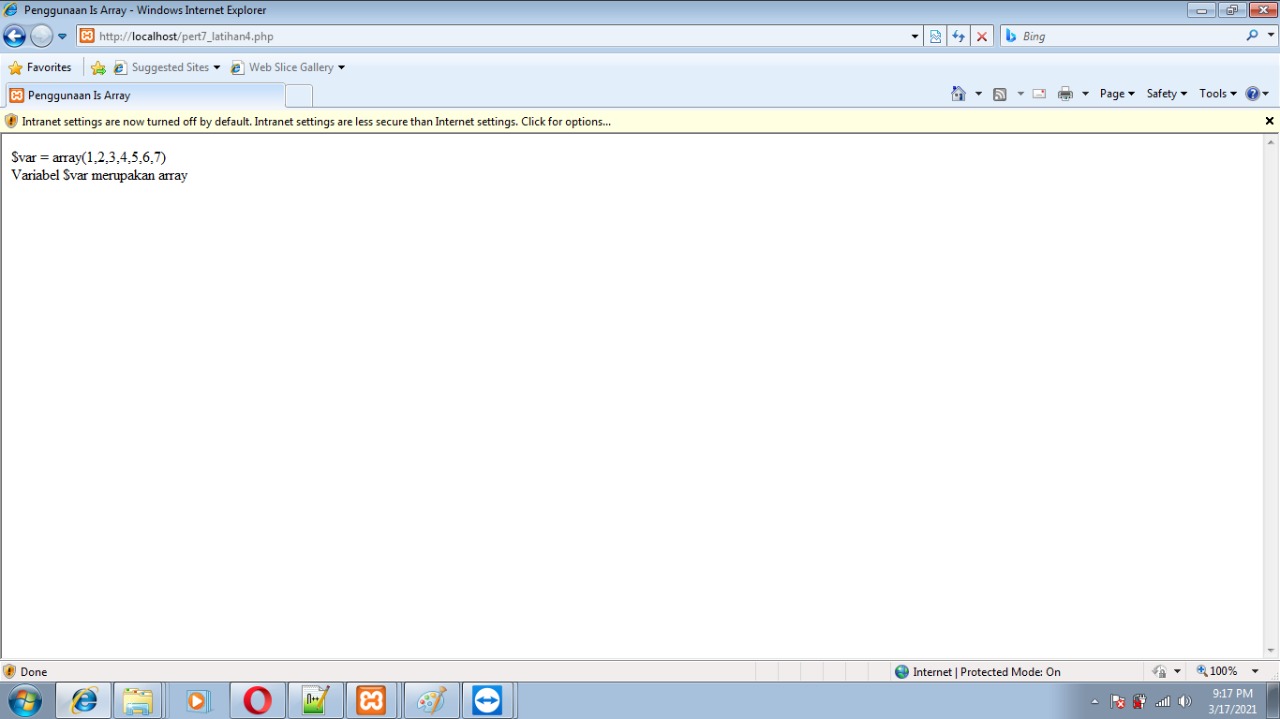 Penggunaan Is Array - Windows Internet Explorer
http://localhost/pert7_latihan4.php
Bing
Favorites
Suggested Sites
Web Slice Gallery
Penggunaan Is Array
Page
Safety
Tools
Intranet settings are now turned off by default. Intranet settings are less secure than Internet settings. Click for options...
$var = array(1,2,3,4,5,6,7)
Variabel $var merupakan array
Done
Internet | Protected Mode: On
100%
9:17 PM
3/17/2021